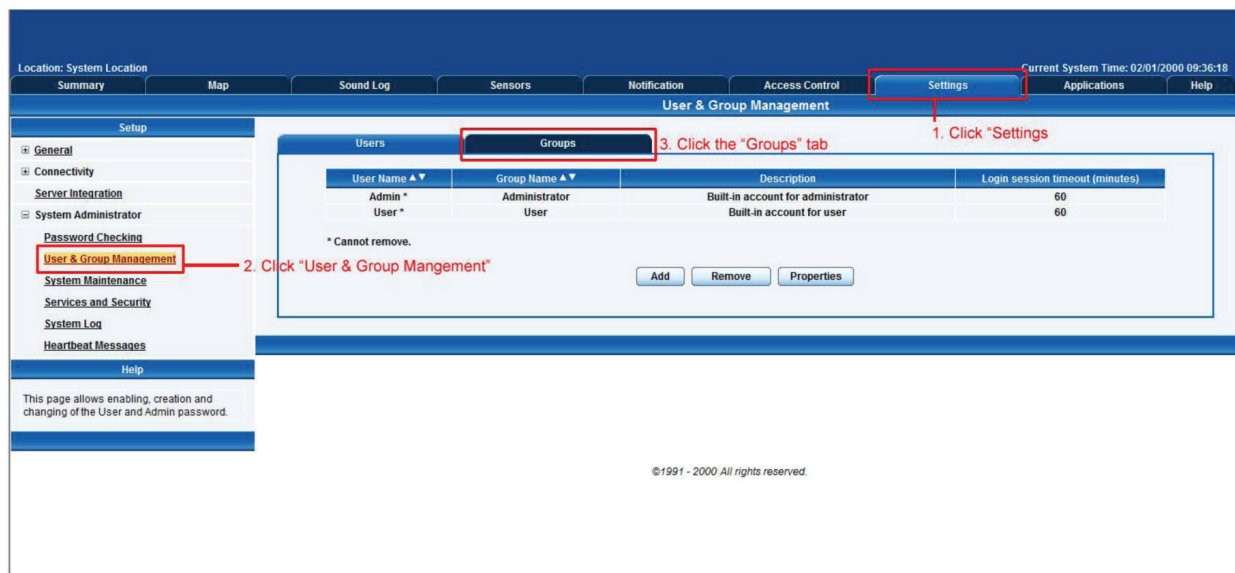 Location: System Location
Current System Time: 02/01/2000 09:36:18
Summary Map Sound Log Sensors Notification Access Control Settings Applications Help
User & Group Management
1. Click “Settings
Setup
General
Connectivity
Server Integration
System Administrator
Password Checking
User & Group Management
System Maintenance
Services and Security
System Log
Heartbeat Messages
2. Click “User & Group Mangement”
Help
This page allows enabling, creation and
changing of the User and Admin password.
Users Groups
3. Click the “Groups” tab
User Name ▲▼ Group Name ▲▼ Description Login session timeout (minutes)
Admin * Administrator Built-in account for administrator 60
User * User Built-in account for user 60
* Cannot remove.
Add Remove Properties
©1991 - 2000 All rights reserved.